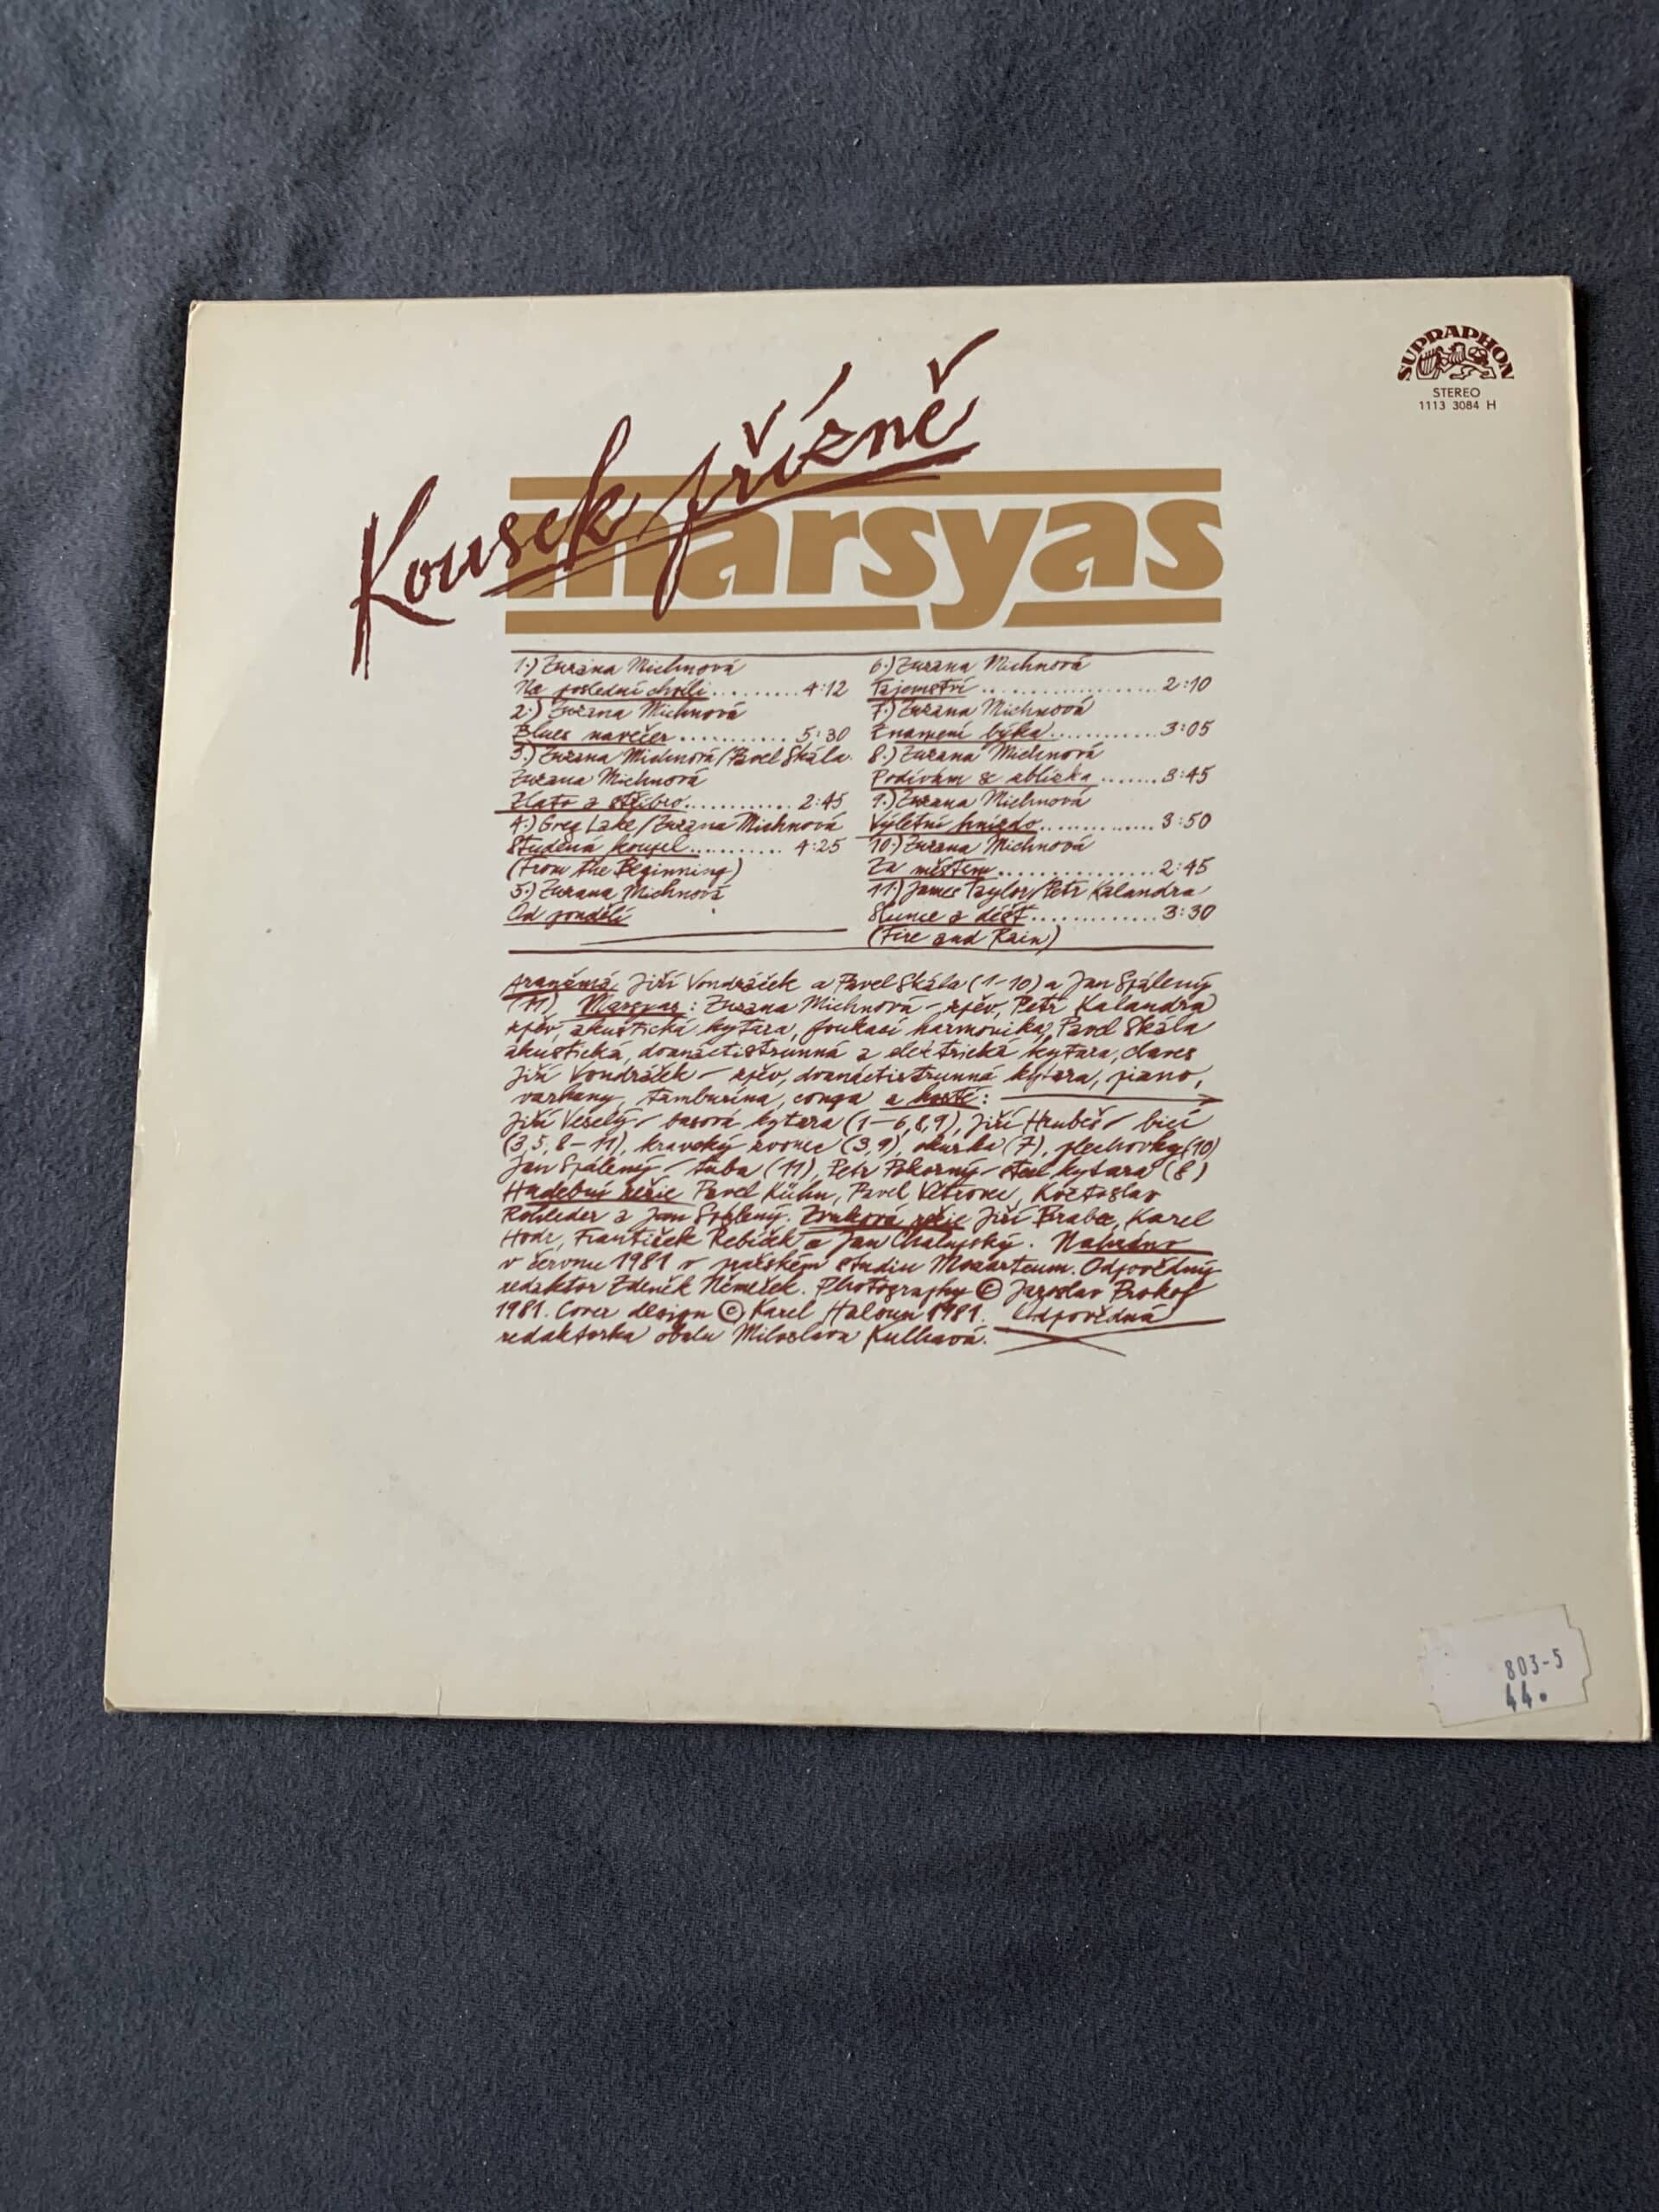 SUPRAPHON
STEREO
1113 3084 H
Kousek přízně
marsyas
1.) Zuzana Michnová
Na poslední chvíli ......... 4:12
2.) Zuzana Michnová
Blues navečer ........... 5:30
3.) Zuzana Michnová/Pavel Skála.
Zuzana Michnová
Zlato a stříbro ............ 2:45
4.) Greg Lake/Zuzana Michnová
Studená koupel .......... 4:25
(From the Beginning)
5.) Zuzana Michnová
Od pondělí
6.) Zuzana Michnová
Tajemství .................. 2:10
7.) Zuzana Michnová
Znamení býka ........... 3:05
8.) Zuzana Michnová
Podívám se zblízka ....... 3:45
9.) Zuzana Michnová
Výletní hnízdo ............. 3:50
10.) Zuzana Michnová
Za městem ................ 2:45
11.) James Taylor/Petr Kalandra
Slunce a déšť ............. 3:30
(Fire and Rain)
Aranžmá Jiří Vondráček a Pavel Skála (1-10) a Jan Spálený
(11) Marsyas: Zuzana Michnová - zpěv, Petr Kalandra
zpěv, akustická kytara, foukací harmonika, Pavel Skála
akustická, dvanáctistrunná a elektrická kytara, claves
Jiří Vondráček - zpěv, dvanáctistrunná kytara, piano,
varhany, tamburína, conga a hosté:
Jiří Veselý - basová kytara (1-6,8,9), Jiří Hrubeš - bicí
(3,5,8-11), kravský zvonec (3,9), okurka (7), plechovky (10)
Jan Spálený - tuba (11), Petr Pokorný - steel kytara (8)
Hudební režie Pavel Kühn, Pavel Větrovec,
Rohleder a Jan Spálený. Zvuková režie Jiří Brabec, Karel
Hodr, František Řebíček a Jan Chalupský. Nahráno
v červnu 1981 v pražském studiu Mozarteum. Odpovědný
redaktor Zdeněk Němeček. Photography © Jaroslav Prokop
1981. Cover design © Karel Haloun 1981. Odpovědná
redaktorka obalu Miloslava Kulhavá.
803-5
44.